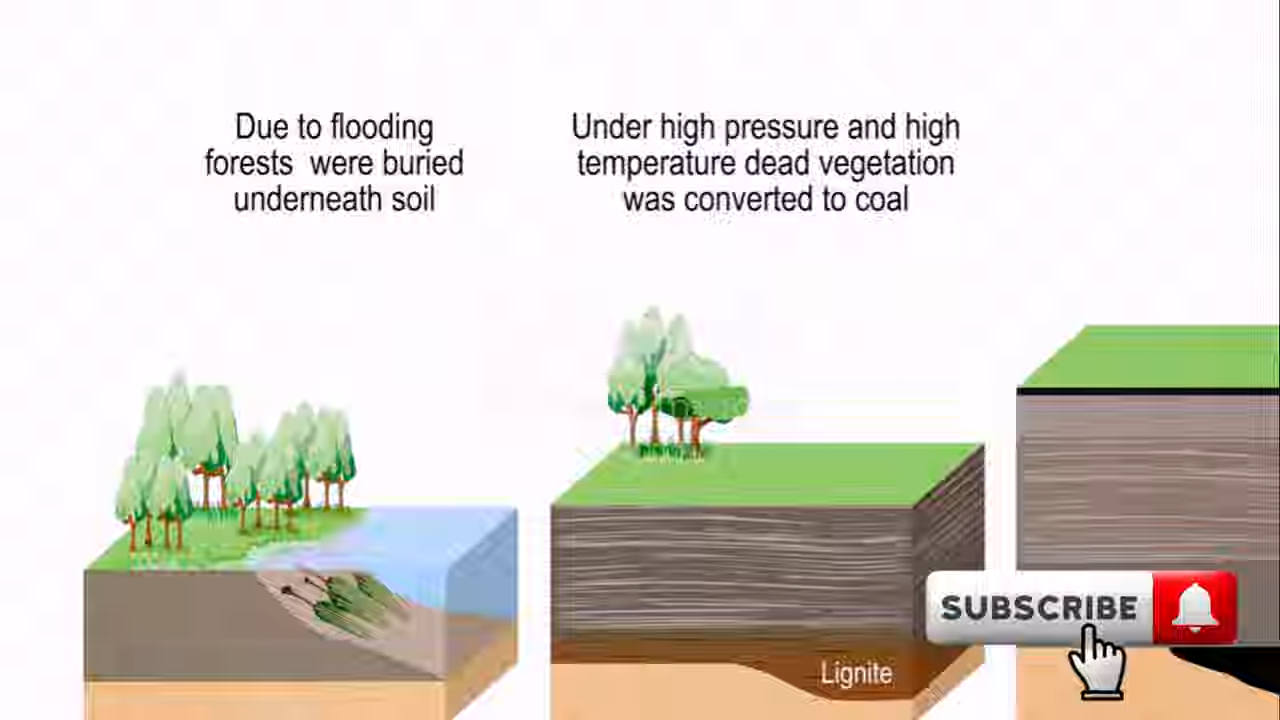 Due to flooding
forests were buried
underneath soil
Under high pressure and high
temperature dead vegetation
was converted to coal
SUBSCRIBE
Lignite